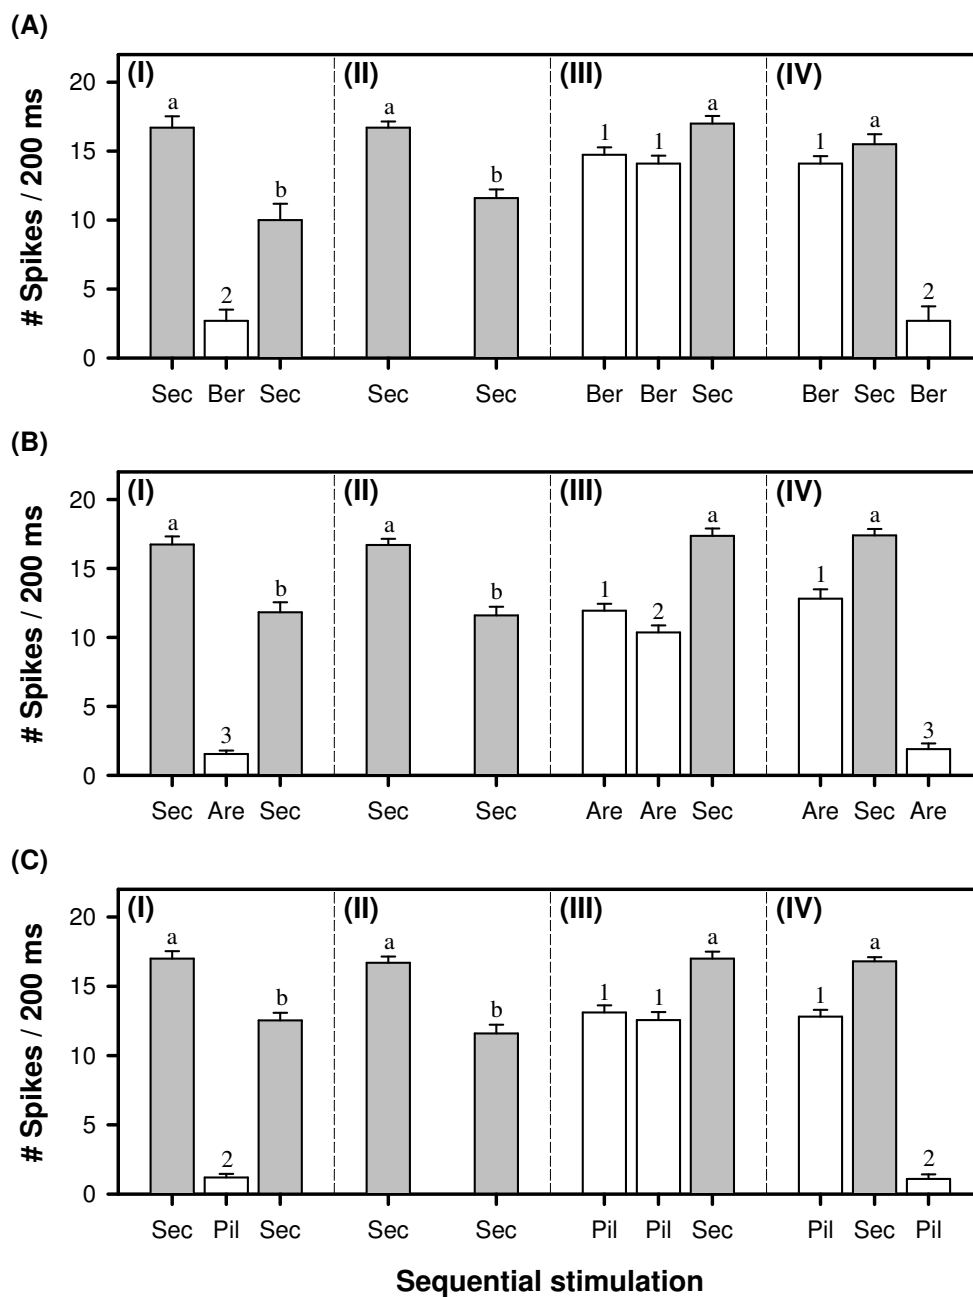 (A)
(I) (II) (III) (IV)
# Spikes / 200 ms
20
15
10
5
0
a 2 b a b 1 1 a 1 a 2
Sec Ber Sec Sec Sec Ber Ber Sec Ber Sec Ber
(B)
(I) (II) (III) (IV)
# Spikes / 200 ms
20
15
10
5
0
a 3 b a b 1 2 a 1 a 3
Sec Are Sec Sec Sec Are Are Sec Are Sec Are
(C)
(I) (II) (III) (IV)
# Spikes / 200 ms
20
15
10
5
0
a 2 b a b 1 1 a 1 a 2
Sec Pil Sec Sec Sec Pil Pil Sec Pil Sec Pil
Sequential stimulation